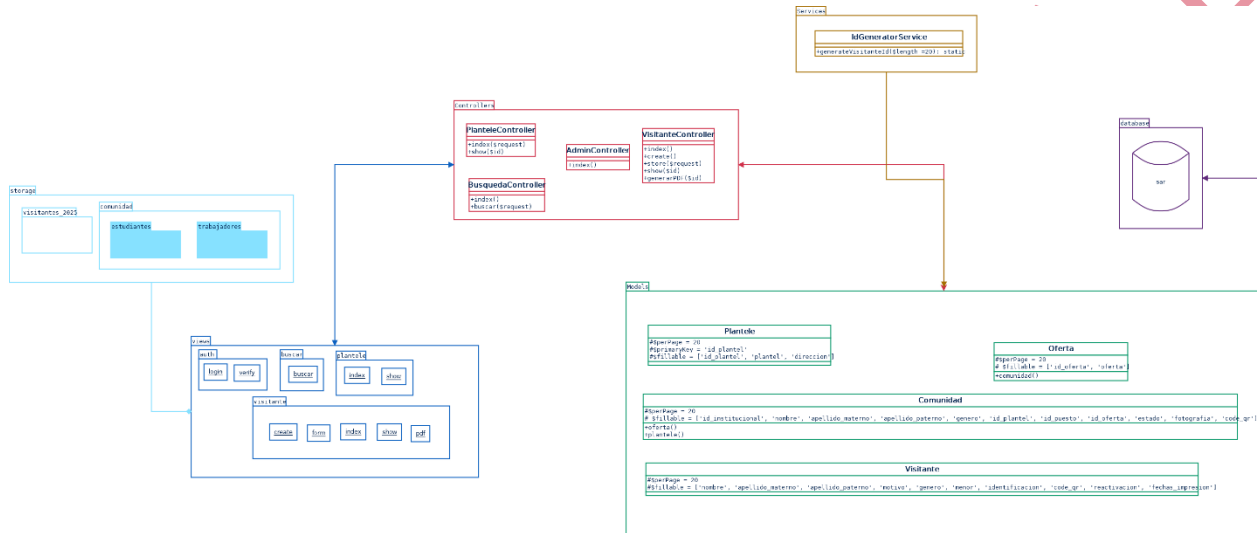 Services
IdGeneratorService
+generateVisitanteId($length =20): static
Controllers
PlanteleController
+index($request)
+show($id)
AdminController
+index()
VisitanteController
+index()
+create()
+store($request)
+show($id)
+generarPDF($id)
BusquedaController
+index()
+buscar($request)
database
storage
visitantes_2025
comunidad
estudiantes
trabajadores
views
auth
login
verify
buscar
buscar
plantele
index
show
visitante
create
form
index
show
pdf
Models
Plantele
#$perPage = 20
#$primaryKey = 'id_plantel'
#$fillable = ['id_plantel', 'plantel', 'direccion']
Oferta
#$perPage = 20
# $fillable = ['id_oferta', 'oferta']
+comunidad()
Comunidad
#$perPage = 20
# $fillable = ['id_institucional', 'nombre', 'apellido_materno', 'apellido_paterno', 'genero', 'id_plantel', 'id_puesto', 'id_oferta', 'estado', 'fotografia', 'code_qr']
+oferta()
+plantele()
Visitante
#$perPage = 20
#$fillable = ['nombre', 'apellido_materno', 'apellido_paterno', 'motivo', 'genero', 'menor', 'identificacion', 'code_qr', 'reactivacion', 'fechas_impresion']